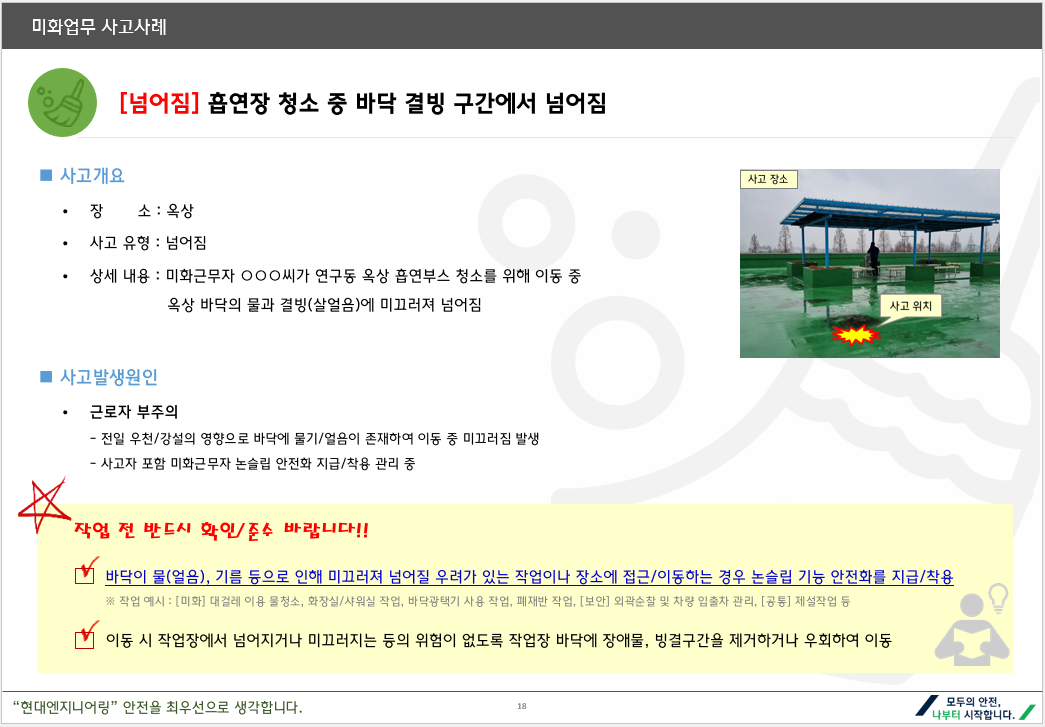 미화업무 사고사례
[넘어짐] 흡연장 청소 중 바닥 결빙 구간에서 넘어짐
■ 사고개요
• 장 소 : 옥상
• 사고 유형 : 넘어짐
• 상세 내용 : 미화근무자 ○○○씨가 연구동 옥상 흡연부스 청소를 위해 이동 중
옥상 바닥의 물과 결빙(살얼음)에 미끄러져 넘어짐
사고 장소
사고 위치
■ 사고발생원인
• 근로자 부주의
- 전일 우천/강설의 영향으로 바닥에 물기/얼음이 존재하여 이동 중 미끄러짐 발생
- 사고자 포함 미화근무자 논슬립 안전화 지급/착용 관리 중
작업 전 반드시 확인/준수 바랍니다!!
바닥이 물(얼음), 기름 등으로 인해 미끄러져 넘어질 우려가 있는 작업이나 장소에 접근/이동하는 경우 논슬립 기능 안전화를 지급/착용
※ 작업 예시 : [미화] 대걸레 이용 물청소, 화장실/샤워실 작업, 바닥광택기 사용 작업, 폐재반 작업, [보안] 외곽순찰 및 차량 입출차 관리, [공통] 제설작업 등
이동 시 작업장에서 넘어지거나 미끄러지는 등의 위험이 없도록 작업장 바닥에 장애물, 빙결구간을 제거하거나 우회하여 이동
“현대엔지니어링” 안전을 최우선으로 생각합니다.
18
모두의 안전,
나부터 시작합니다.